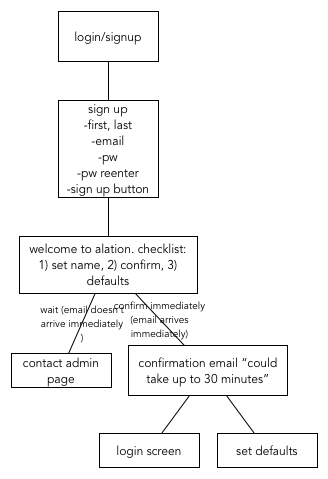 login/signup
sign up
-first, last
-email
-pw
-pw reenter
-sign up button
welcome to alation. checklist:
1) set name, 2) confirm, 3)
defaults
wait (email doesn't
arrive immediately
)
confirm immediately
(email arrives
immediately)
contact admin
page
confirmation email “could
take up to 30 minutes”
login screen
set defaults